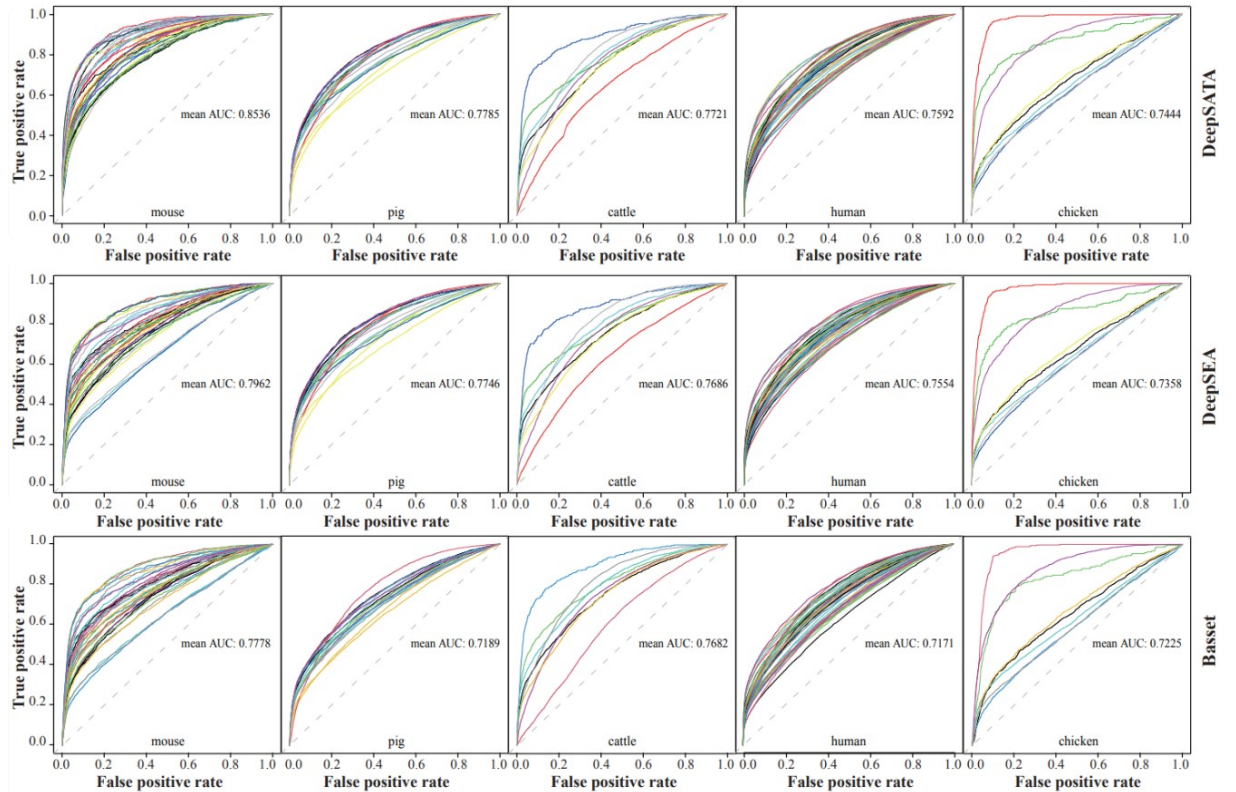 True positive rate
1.0
0.8
0.6
0.4
0.2
0.0
mean AUC: 0.8536
mean AUC: 0.7785
mean AUC: 0.7721
mean AUC: 0.7592
mean AUC: 0.7444
mouse
pig
cattle
human
chicken
DeepSATA
0.0 0.2 0.4 0.6 0.8 1.0
0.0 0.2 0.4 0.6 0.8 1.0
0.0 0.2 0.4 0.6 0.8 1.0
0.0 0.2 0.4 0.6 0.8 1.0
0.0 0.2 0.4 0.6 0.8 1.0
False positive rate
False positive rate
False positive rate
False positive rate
False positive rate
True positive rate
1.0
0.8
0.6
0.4
0.2
0.0
mean AUC: 0.7962
mean AUC: 0.7746
mean AUC: 0.7686
mean AUC: 0.7554
mean AUC: 0.7358
mouse
pig
cattle
human
chicken
DeepSEA
0.0 0.2 0.4 0.6 0.8 1.0
0.0 0.2 0.4 0.6 0.8 1.0
0.0 0.2 0.4 0.6 0.8 1.0
0.0 0.2 0.4 0.6 0.8 1.0
0.0 0.2 0.4 0.6 0.8 1.0
False positive rate
False positive rate
False positive rate
False positive rate
False positive rate
True positive rate
1.0
0.8
0.6
0.4
0.2
0.0
mean AUC: 0.7778
mean AUC: 0.7189
mean AUC: 0.7682
mean AUC: 0.7171
mean AUC: 0.7225
mouse
pig
cattle
human
chicken
Basset
0.0 0.2 0.4 0.6 0.8 1.0
0.0 0.2 0.4 0.6 0.8 1.0
0.0 0.2 0.4 0.6 0.8 1.0
0.0 0.2 0.4 0.6 0.8 1.0
0.0 0.2 0.4 0.6 0.8 1.0
False positive rate
False positive rate
False positive rate
False positive rate
False positive rate